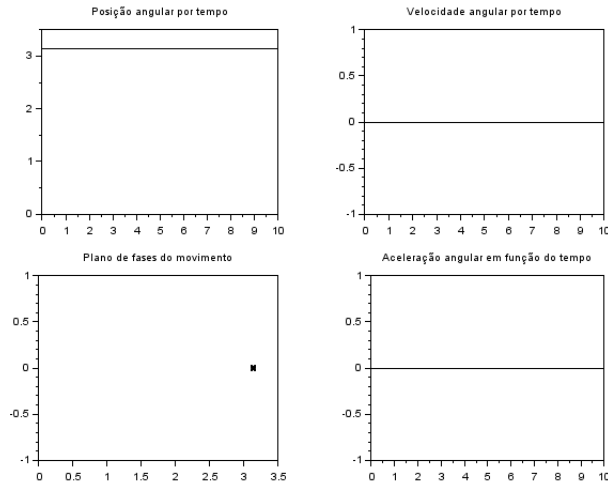 Posição angular por tempo
3
2
1
0
0 1 2 3 4 5 6 7 8 9 10
Velocidade angular por tempo
1
0.5
0
-0.5
-1
0 1 2 3 4 5 6 7 8 9 10
Plano de fases do movimento
1
0.5
0
-0.5
-1
0 0.5 1 1.5 2 2.5 3 3.5
Aceleração angular em função do tempo
1
0.5
0
-0.5
-1
0 1 2 3 4 5 6 7 8 9 10